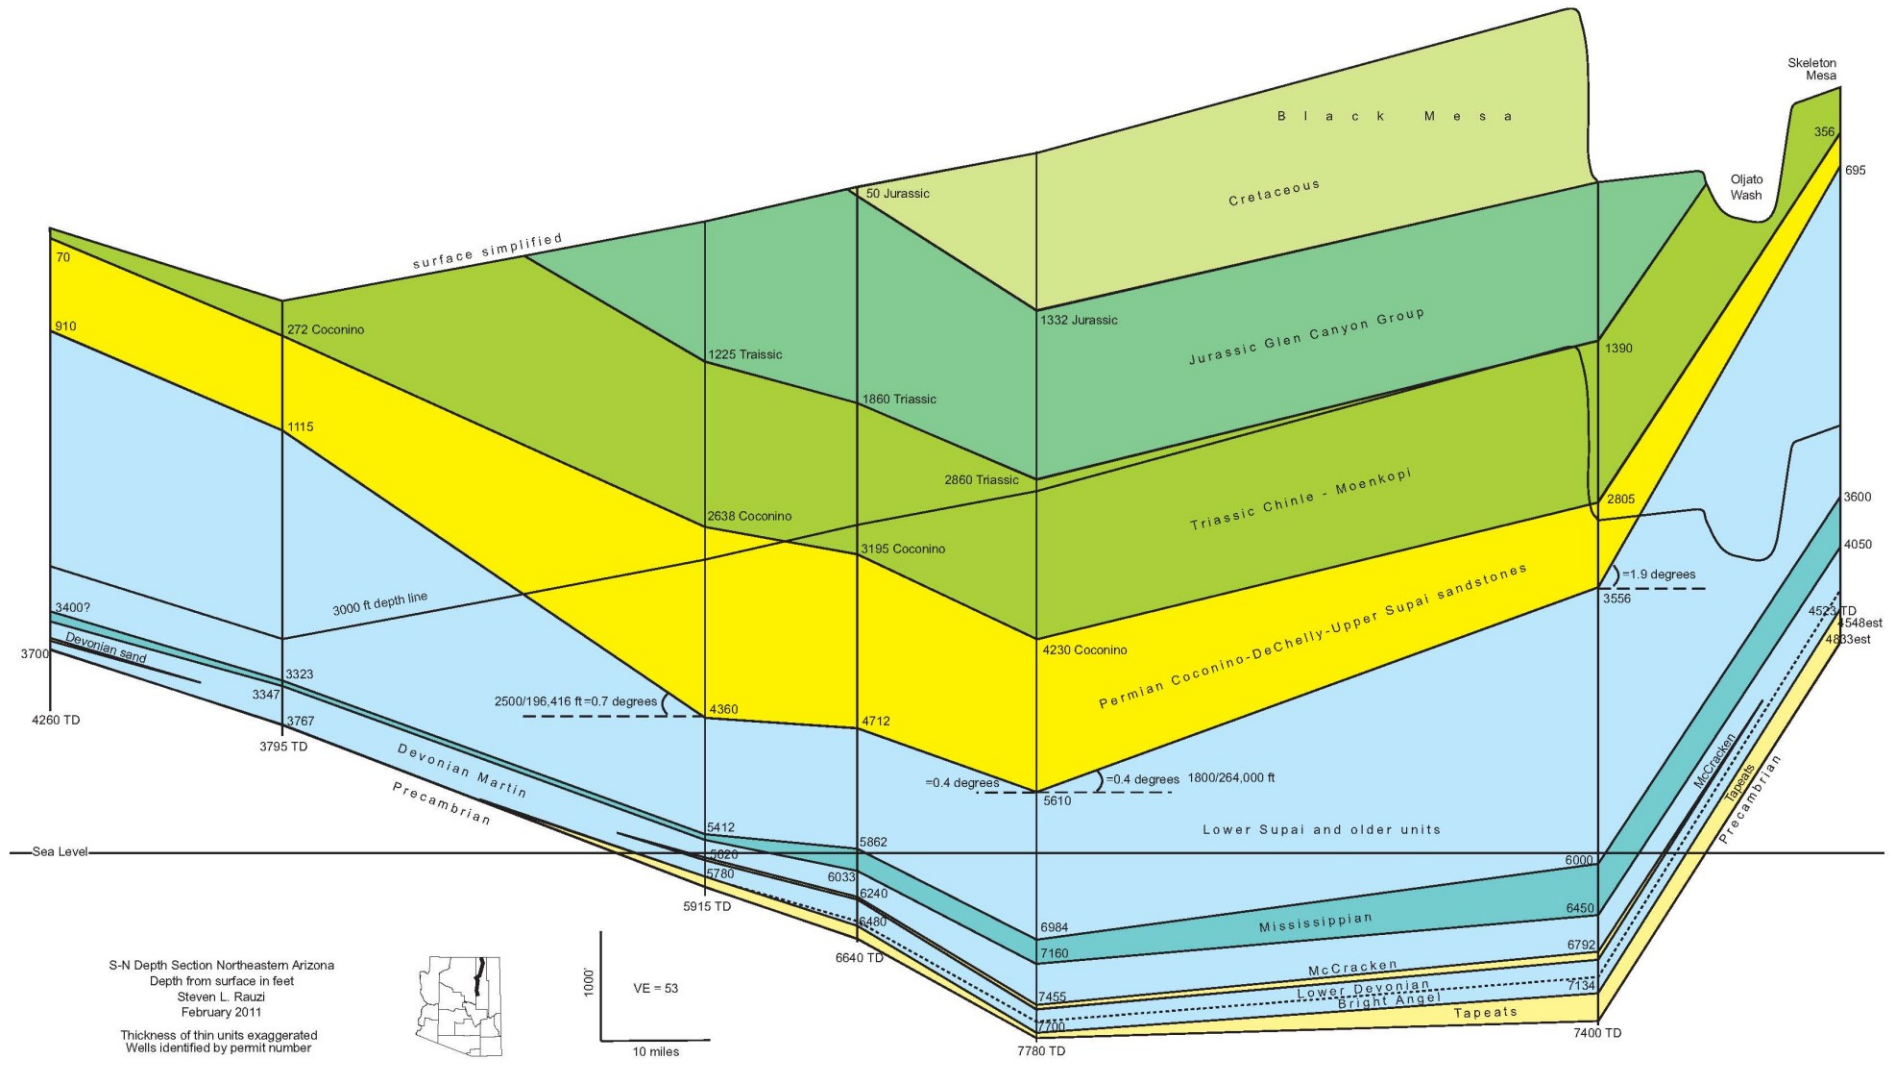 Skeleton
Mesa
Black Mesa
356
695
50 Jurassic
Oljato
Wash
Cretaceous
surface simplified
70
272 Coconino
910
1332 Jurassic
Jurassic Glen Canyon Group
1390
1225 Traissic
1860 Triassic
1115
2860 Triassic
Triassic Chinle - Moenkopi
2805
3600
2638 Coconino
3195 Coconino
4050
=1.9 degrees
3556
3000 ft depth line
3400?
Permian Coconino-DeChelly-Upper Supai sandstones
4523 TD
4548est
4833est
Devonian sand
3700
4230 Coconino
3323
3347
2500/196,416 ft=0.7 degrees
4360
4712
4260 TD
3767
3795 TD
Devonian Martin
=0.4 degrees
=0.4 degrees 1800/264,000 ft
5610
McCracken
Tapeats
Precambrian
Precambrian
5412
5862
Lower Supai and older units
Sea Level
5620
6000
5780
6033
6240
5915 TD
6480
6984
Mississippian
6450
7160
6640 TD
6792
McCracken
7455
Lower Devonian
7134
Bright Angel
7700
Tapeats
7780 TD
7400 TD
S-N Depth Section Northeastern Arizona
Depth from surface in feet
Steven L. Rauzi
February 2011
Thickness of thin units exaggerated
Wells identified by permit number
1000'
VE = 53
10 miles